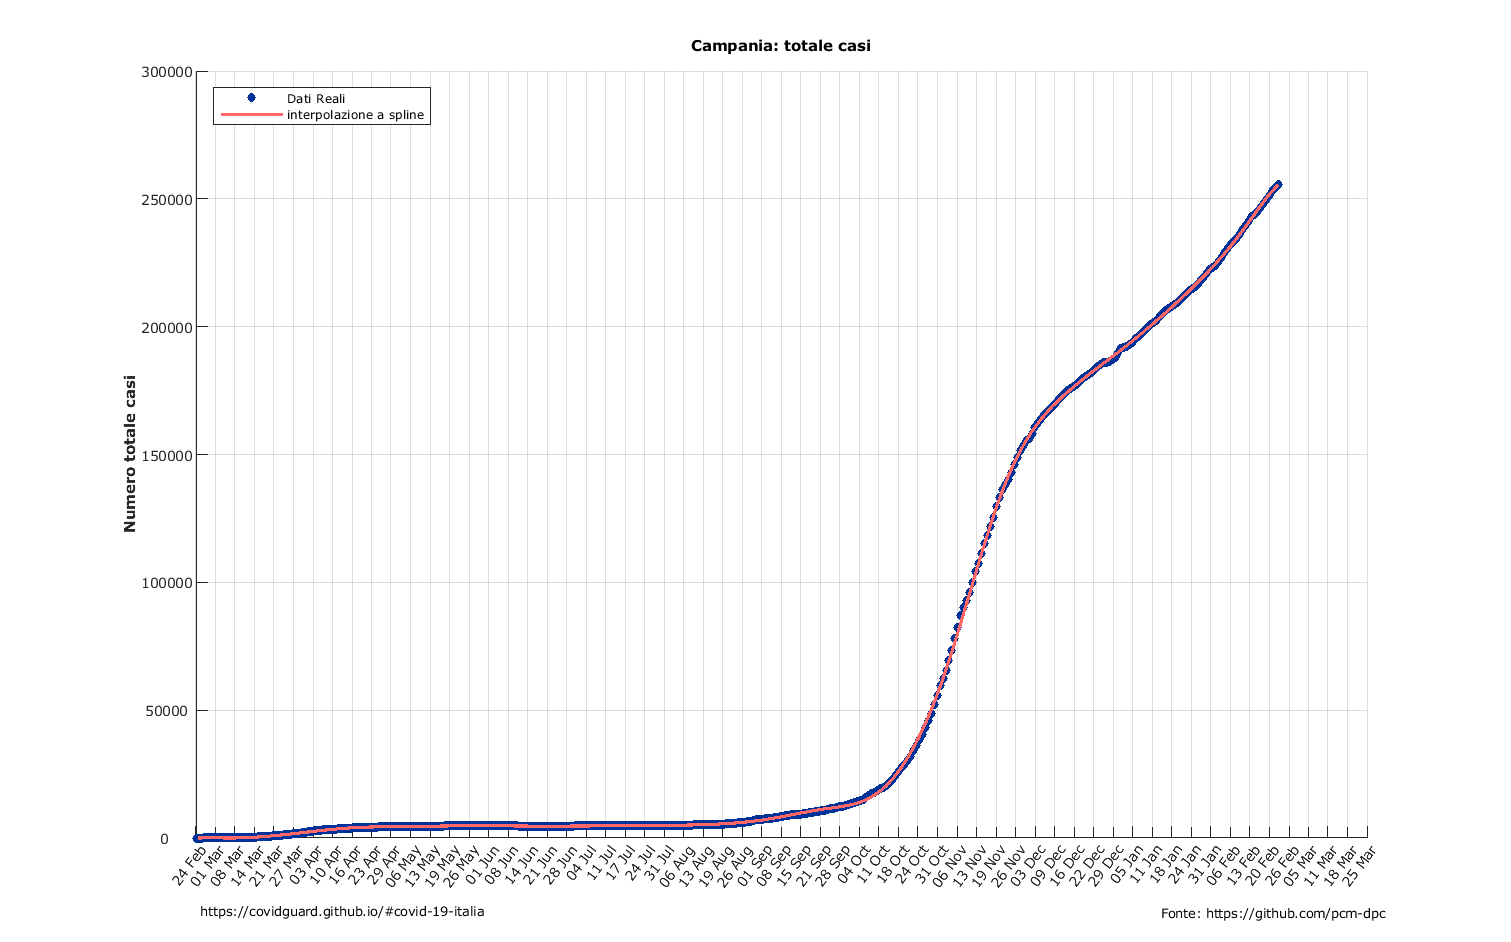 Campania: totale casi
300000
Dati Reali
interpolazione a spline
250000
200000
150000
100000
50000
0
Numero totale casi
24 Feb
01 Mar
08 Mar
14 Mar
21 Mar
27 Mar
03 Apr
10 Apr
16 Apr
23 Apr
29 Apr
06 May
13 May
19 May
26 May
01 Jun
08 Jun
14 Jun
21 Jun
28 Jun
04 Jul
11 Jul
17 Jul
24 Jul
31 Jul
06 Aug
13 Aug
19 Aug
26 Aug
01 Sep
08 Sep
15 Sep
21 Sep
28 Sep
04 Oct
11 Oct
18 Oct
24 Oct
31 Oct
06 Nov
13 Nov
19 Nov
26 Nov
03 Dec
09 Dec
16 Dec
22 Dec
29 Dec
05 Jan
11 Jan
18 Jan
24 Jan
31 Jan
06 Feb
13 Feb
20 Feb
26 Feb
05 Mar
11 Mar
18 Mar
25 Mar
https://covidguard.github.io/#covid-19-italia
Fonte: https://github.com/pcm-dpc